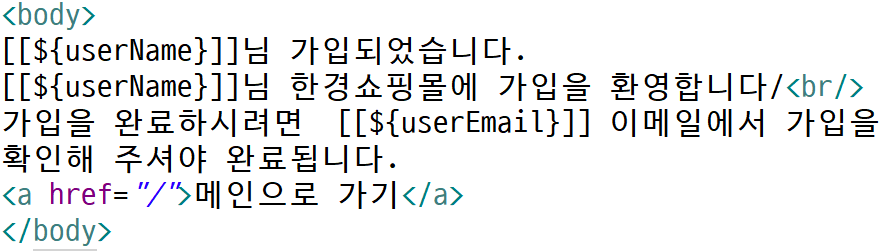 <body>
[[${userName}]]님 가입되었습니다.
[[${userName}]]님 한경쇼핑몰에 가입을 환영합니다/<br/>
가입을 완료하시려면  [[${userEmail}]] 이메일에서 가입을
확인해 주셔야 완료됩니다.
<a href="/">메인으로 가기</a>
</body>